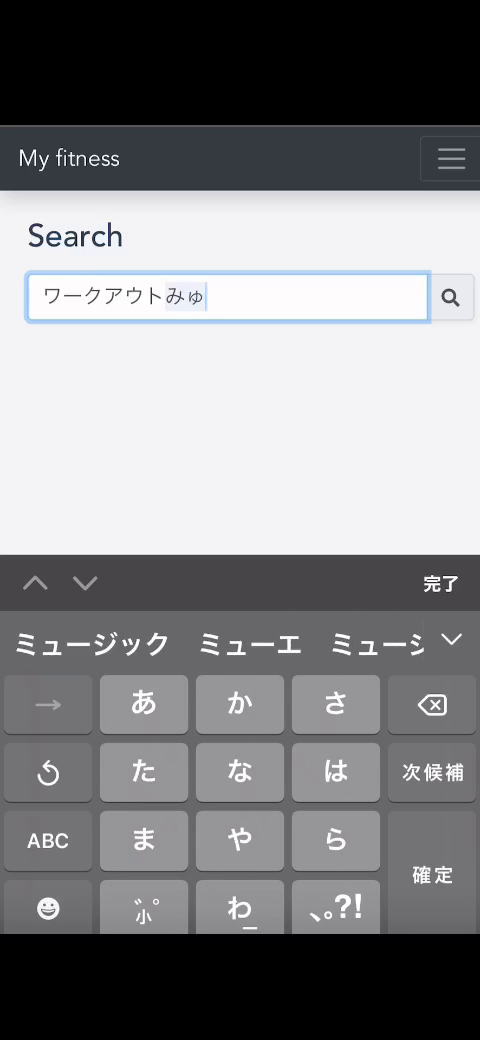 My fitness
Search
ワークアウトみゅ
完了
ミュージック ミューエ ミューシ
→ あ か さ
た な は 次候補
ABC ま や ら 確定
小゛゜ わー 、。?!